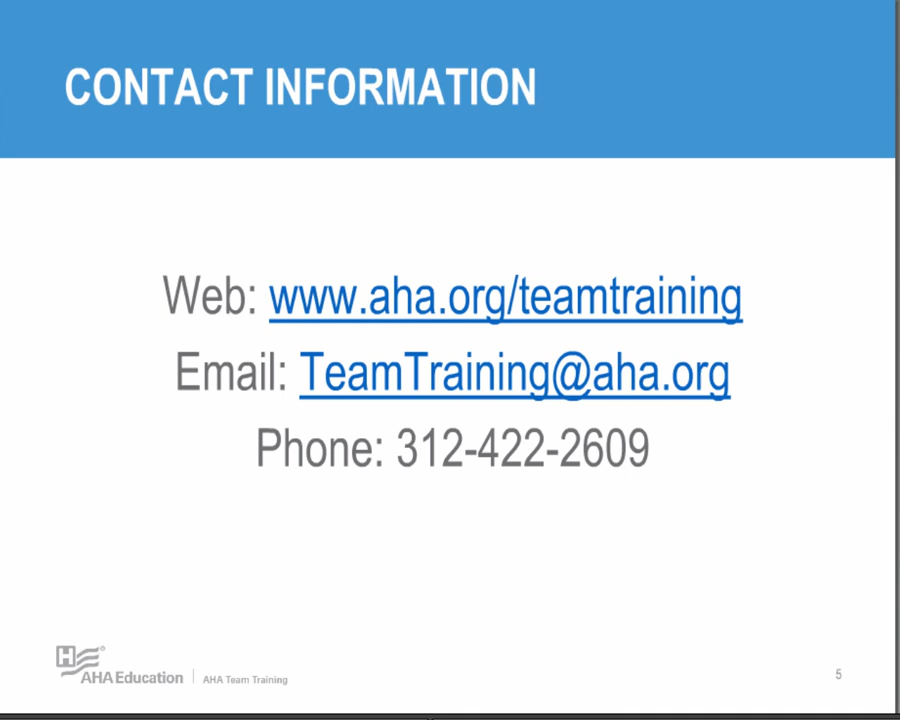 CONTACT INFORMATION
Web: www.aha.org/teamtraining
Email: TeamTraining@aha.org
Phone: 312-422-2609
H
AHA Education | AHA Team Training
5